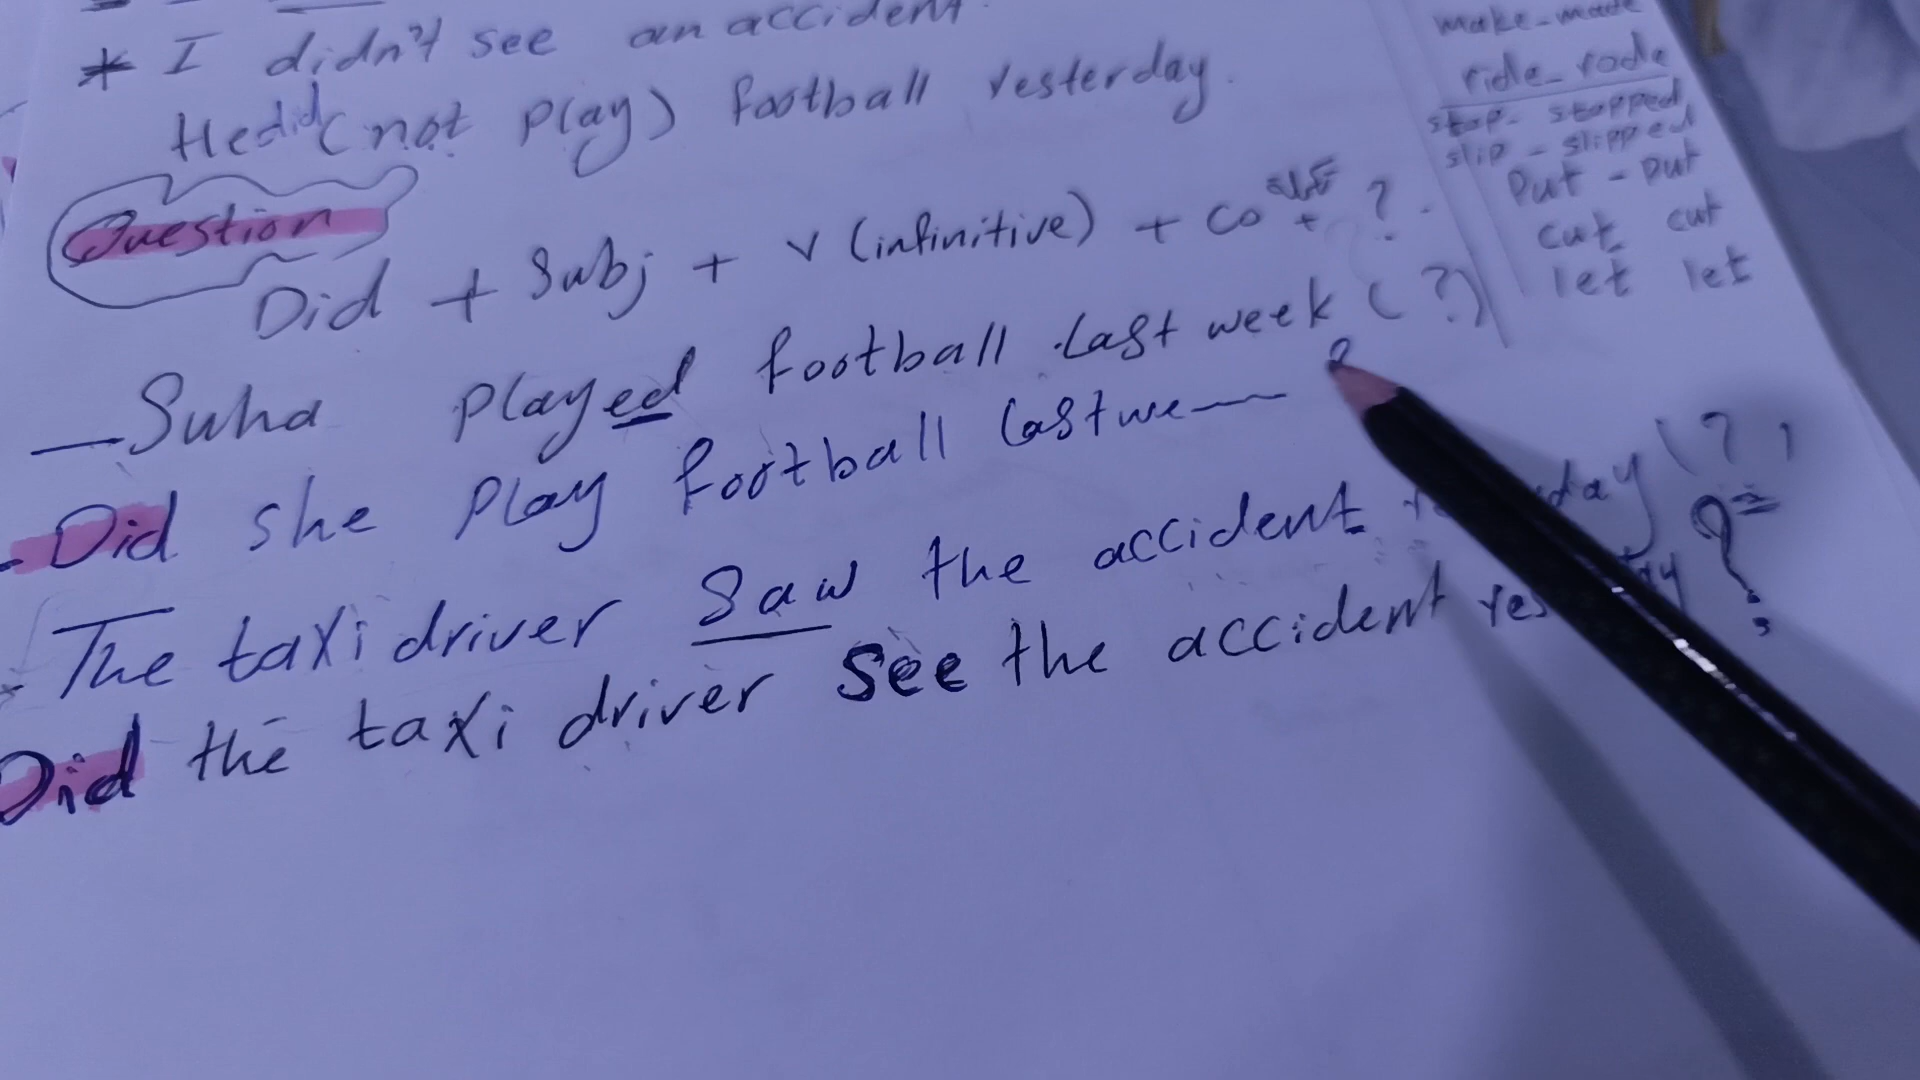 * I didn't see an accident.
He did (not play) football yesterday.
Question
Did + Subj + v (infinitive) + co + ?
Suha played football last week (?)
Did she play football last we
The taxi driver saw the accident (?)
Did the taxi driver see the accident ?
make - made
ride - rode
stop - stopped
slip - slipped
put - put
cut cut
let let